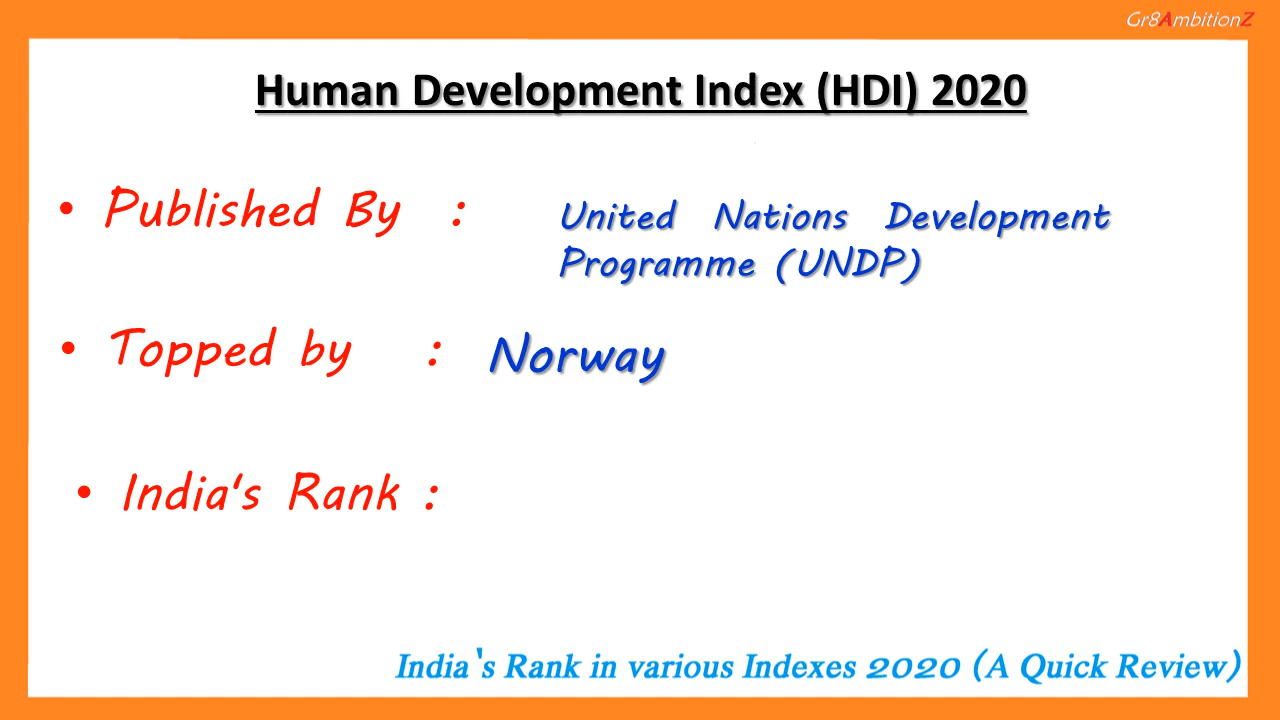 Gr8AmbitionZ
Human Development Index (HDI) 2020
• Published By :
United Nations Development
Programme (UNDP)
• Topped by :
Norway
• India's Rank :
India's Rank in various Indexes 2020 (A Quick Review)